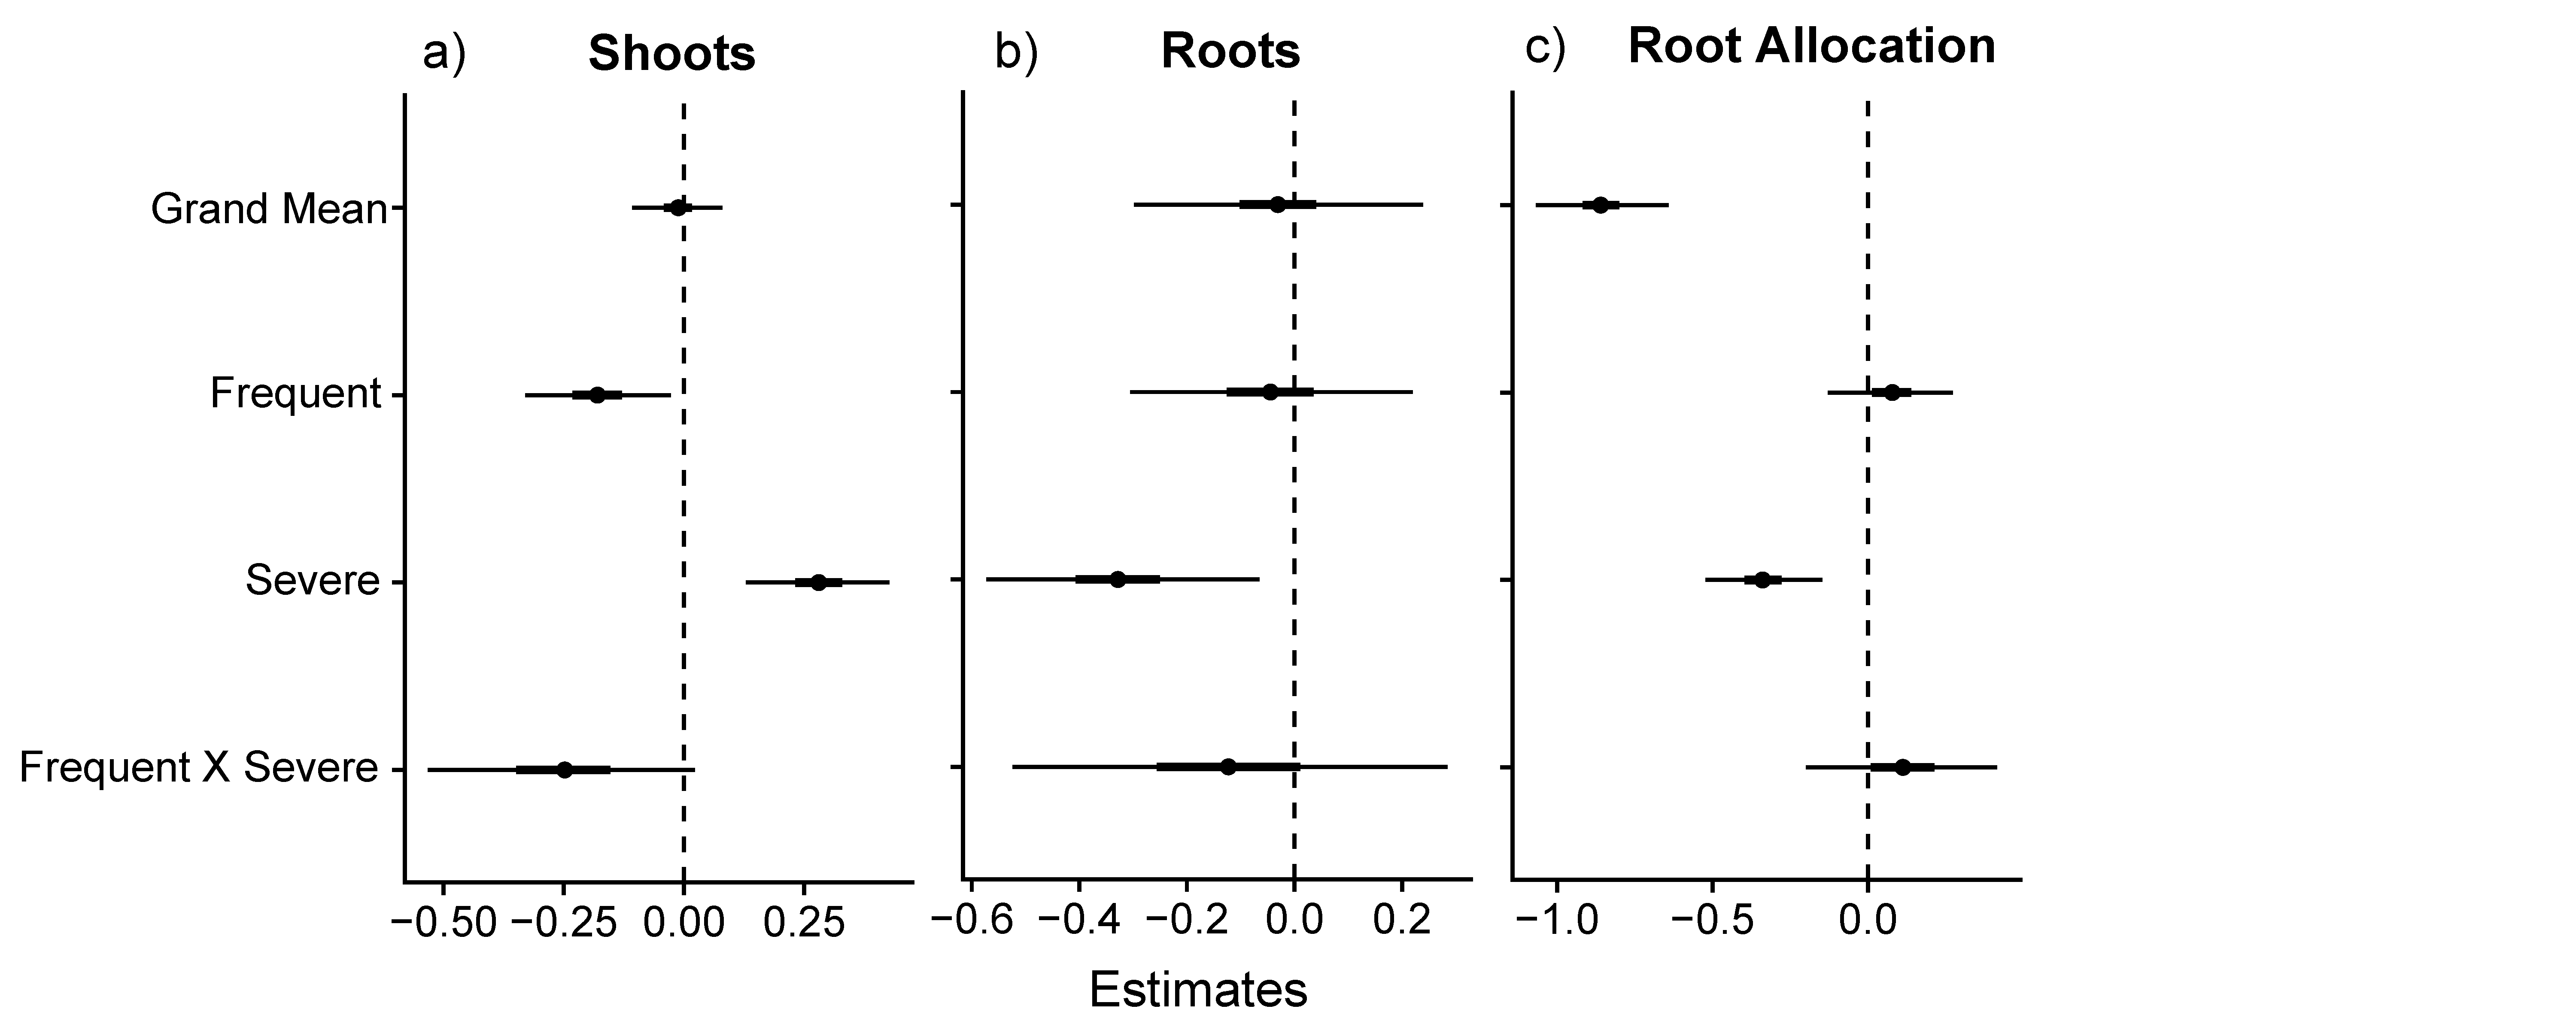 a) Shoots
b) Roots
c) Root Allocation
Grand Mean
Frequent
Severe
Frequent X Severe
−0.50 −0.25 0.00 0.25
−0.6 −0.4 −0.2 0.0 0.2
−1.0 −0.5 0.0
Estimates